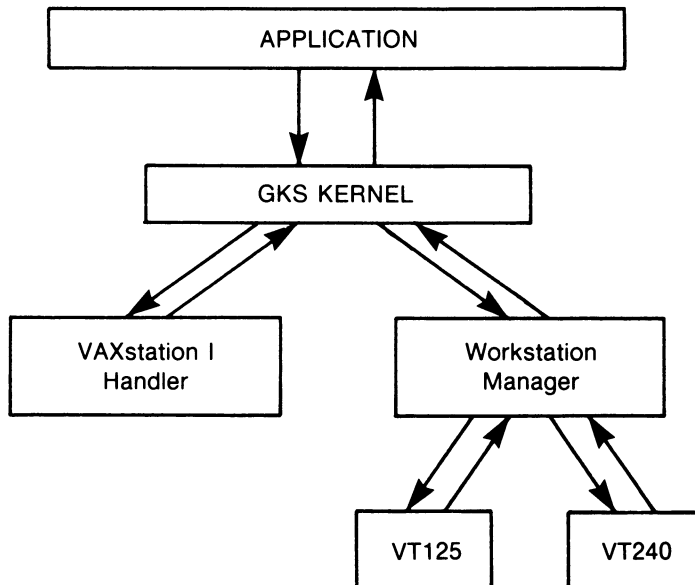 APPLICATION
GKS KERNEL
VAXstation I
Handler
Workstation
Manager
VT125
VT240